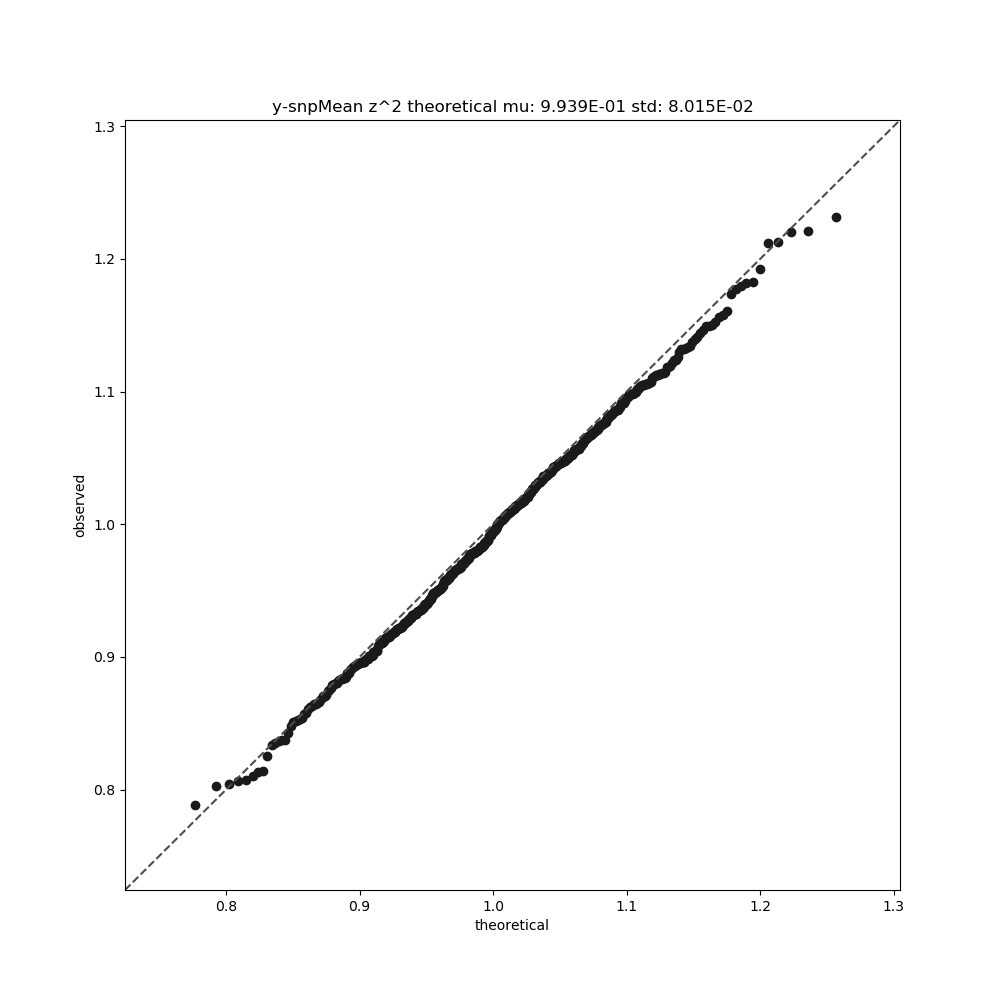 y-snpMean z^2 theoretical mu: 9.939E-01 std: 8.015E-02
1.3
1.2
1.1
1.0
0.9
0.8
observed
0.8 0.9 1.0 1.1 1.2 1.3
theoretical